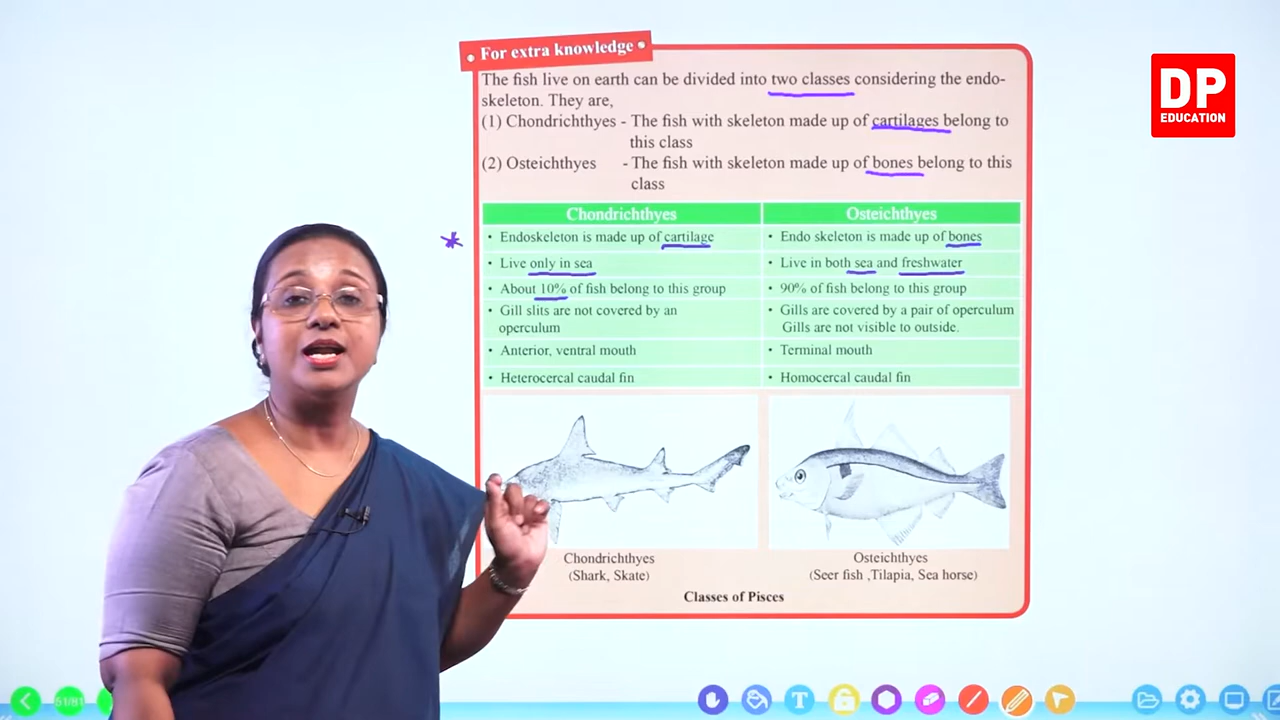 For extra knowledge
The fish live on earth can be divided into two classes considering the endo-
skeleton. They are,
(1) Chondrichthyes - The fish with skeleton made up of cartilages belong to
this class
(2) Osteichthyes - The fish with skeleton made up of bones belong to this
class
Chondrichthyes
Osteichthyes
• Endoskeleton is made up of cartilage
• Endo skeleton is made up of bones
• Live only in sea
• Live in both sea and freshwater
• About 10% of fish belong to this group
• 90% of fish belong to this group
• Gill slits are not covered by an
operculum
• Gills are covered by a pair of operculum
Gills are not visible to outside.
• Anterior, ventral mouth
• Terminal mouth
• Heterocercal caudal fin
• Homocercal caudal fin
Chondrichthyes
(Shark, Skate)
Osteichthyes
(Seer fish ,Tilapia, Sea horse)
Classes of Pisces
DP
EDUCATION
51/81
T